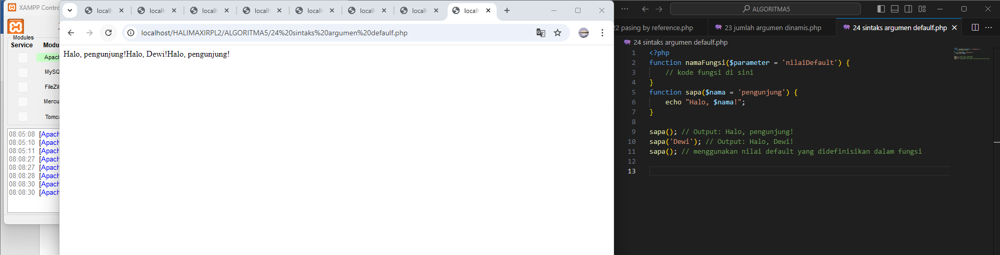 XAMPP Contro
Modules
Service
Modu
Apac
MySQ
FileZil
Mercu
Tomca
08:05:08 [Apach
08:05:10 [Apach
08:05:11 [Apach
08:08:27 [Apach
08:08:27 [Apach
08:08:28 [Apach
08:08:30 [Apach
08:08:30 [Apach
localh
localh
localh
localh
localh
localh
localh
localh
localhost/HALIMAXIRPL2/ALGORITMA5/24%20sintaks%20argumen%20defaulf.php
Halo, pengunjung!Halo, Dewi!Halo, pengunjung!
ALGORITMA5
22 pasing by reference.php
23 jumlah argumen dinamis.php
24 sintaks argumen defaulf.php
24 sintaks argumen defaulf.php
1 <?php
2 function namaFungsi($parameter = 'nilaiDefault') {
3 // kode fungsi di sini
4 }
5 function sapa($nama = 'pengunjung') {
6 echo "Halo, $nama!";
7 }
8
9 sapa(); // Output: Halo, pengunjung!
10 sapa('Dewi'); // Output: Halo, Dewi!
11 sapa(); // menggunakan nilai default yang didefinisikan dalam fungsi
12
13